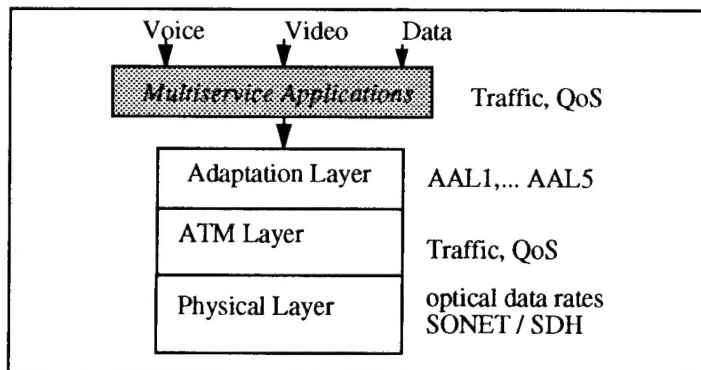 Voice Video Data
Multiservice Applications
Traffic, QoS
Adaptation Layer
AAL1,... AAL5
ATM Layer
Traffic, QoS
Physical Layer
optical data rates
SONET / SDH